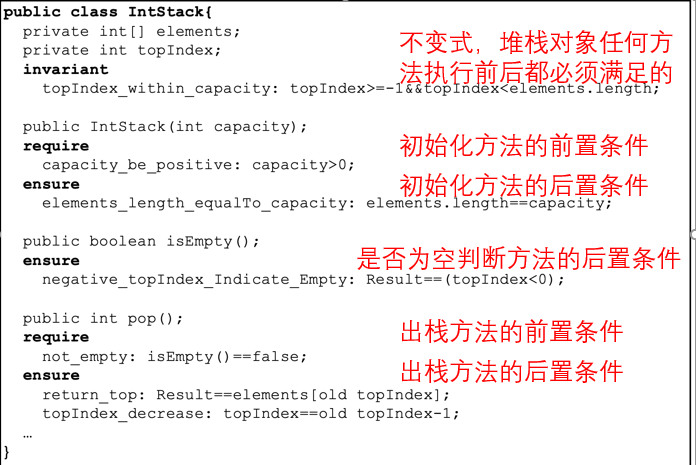 public class IntStack{
private int[] elements;
private int topIndex;
不变式，堆栈对象任何方
invariant
法执行前后都必须满足的
topIndex_within_capacity: topIndex>=-1&&topIndex<elements.length;
public IntStack(int capacity);
require
初始化方法的前置条件
capacity_be_positive: capacity>0;
ensure
初始化方法的后置条件
elements_length_equalTo_capacity: elements.length==capacity;
public boolean isEmpty();
ensure
是否为空判断方法的后置条件
negative_topIndex_Indicate_Empty: Result==(topIndex<0);
public int pop();
require
出栈方法的前置条件
not_empty: isEmpty()==false;
ensure
出栈方法的后置条件
return_top: Result==elements[old topIndex];
topIndex_decrease: topIndex==old topIndex-1;
…
}